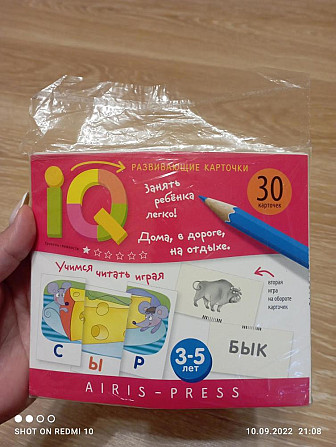 РАЗВИВАЮЩИЕ КАРТОЧКИ
iQ
Занять
ребёнка
легко!
30
карточек
Дома, в дороге,
на отдыхе.
Учимся читать играя
вторая
игра
на обороте
карточек
С Ы Р
3-5
лет
БЫК
AIRIS-PRESS
SHOT ON REDMI 10
10.09.2022 21:08